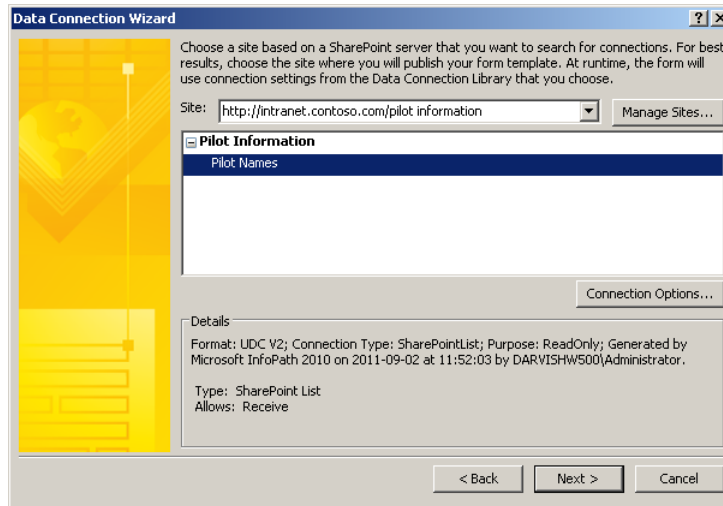 Data Connection Wizard
Choose a site based on a SharePoint server that you want to search for connections. For best
results, choose the site where you will publish your form template. At runtime, the form will
use connection settings from the Data Connection Library that you choose.
Site: http://intranet.contoso.com/pilot information Manage Sites...
Pilot Information
Pilot Names
Connection Options...
Details
Format: UDC V2; Connection Type: SharePointList; Purpose: ReadOnly; Generated by
Microsoft InfoPath 2010 on 2011-09-02 at 11:52:03 by DARVISHW500\Administrator.
Type: SharePoint List
Allows: Receive
< Back Next > Cancel